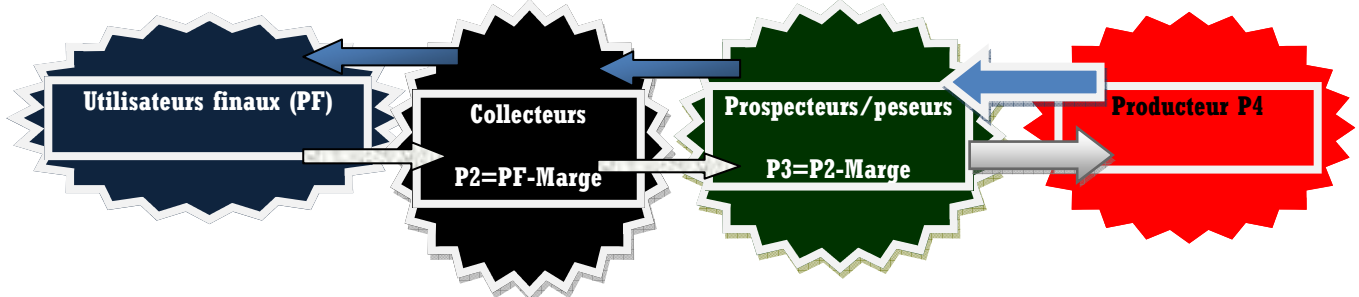 Utilisateurs finaux (PF)
Collecteurs
P2=PF-Marge
Prospecteurs/peseurs
P3=P2-Marge
Producteur P4